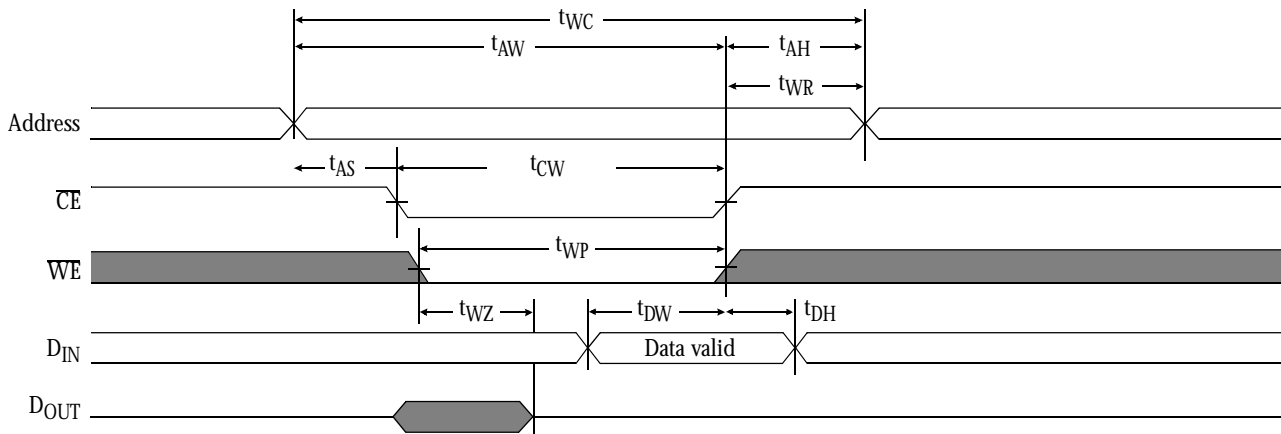 tWC
tAW tAH
tWR
Address
tAS tCW
CE
tWP
WE
tWZ tDW tDH
DIN Data valid
DOUT